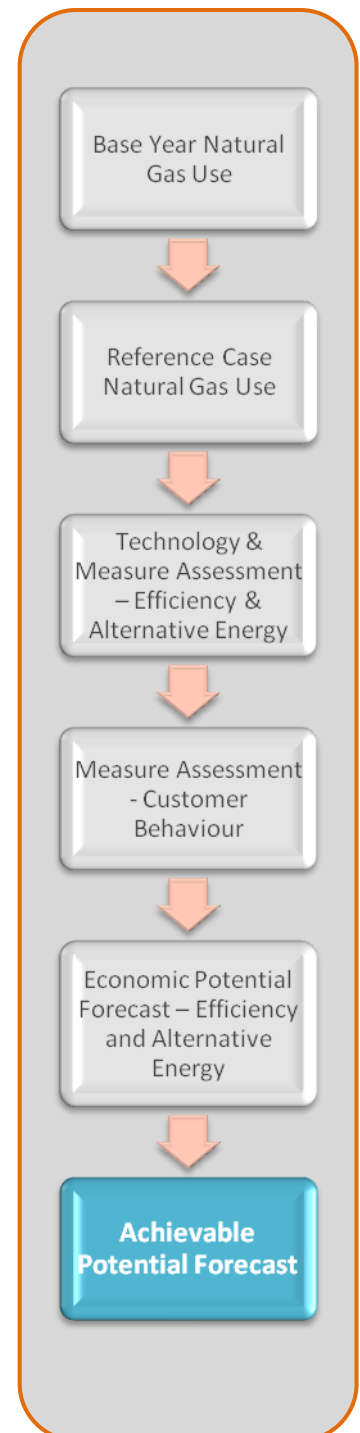 Base Year Natural
Gas Use
Reference Case
Natural Gas Use
Technology &
Measure Assessment
– Efficiency &
Alternative Energy
Measure Assessment
- Customer
Behaviour
Economic Potential
Forecast – Efficiency
and Alternative
Energy
Achievable
Potential Forecast